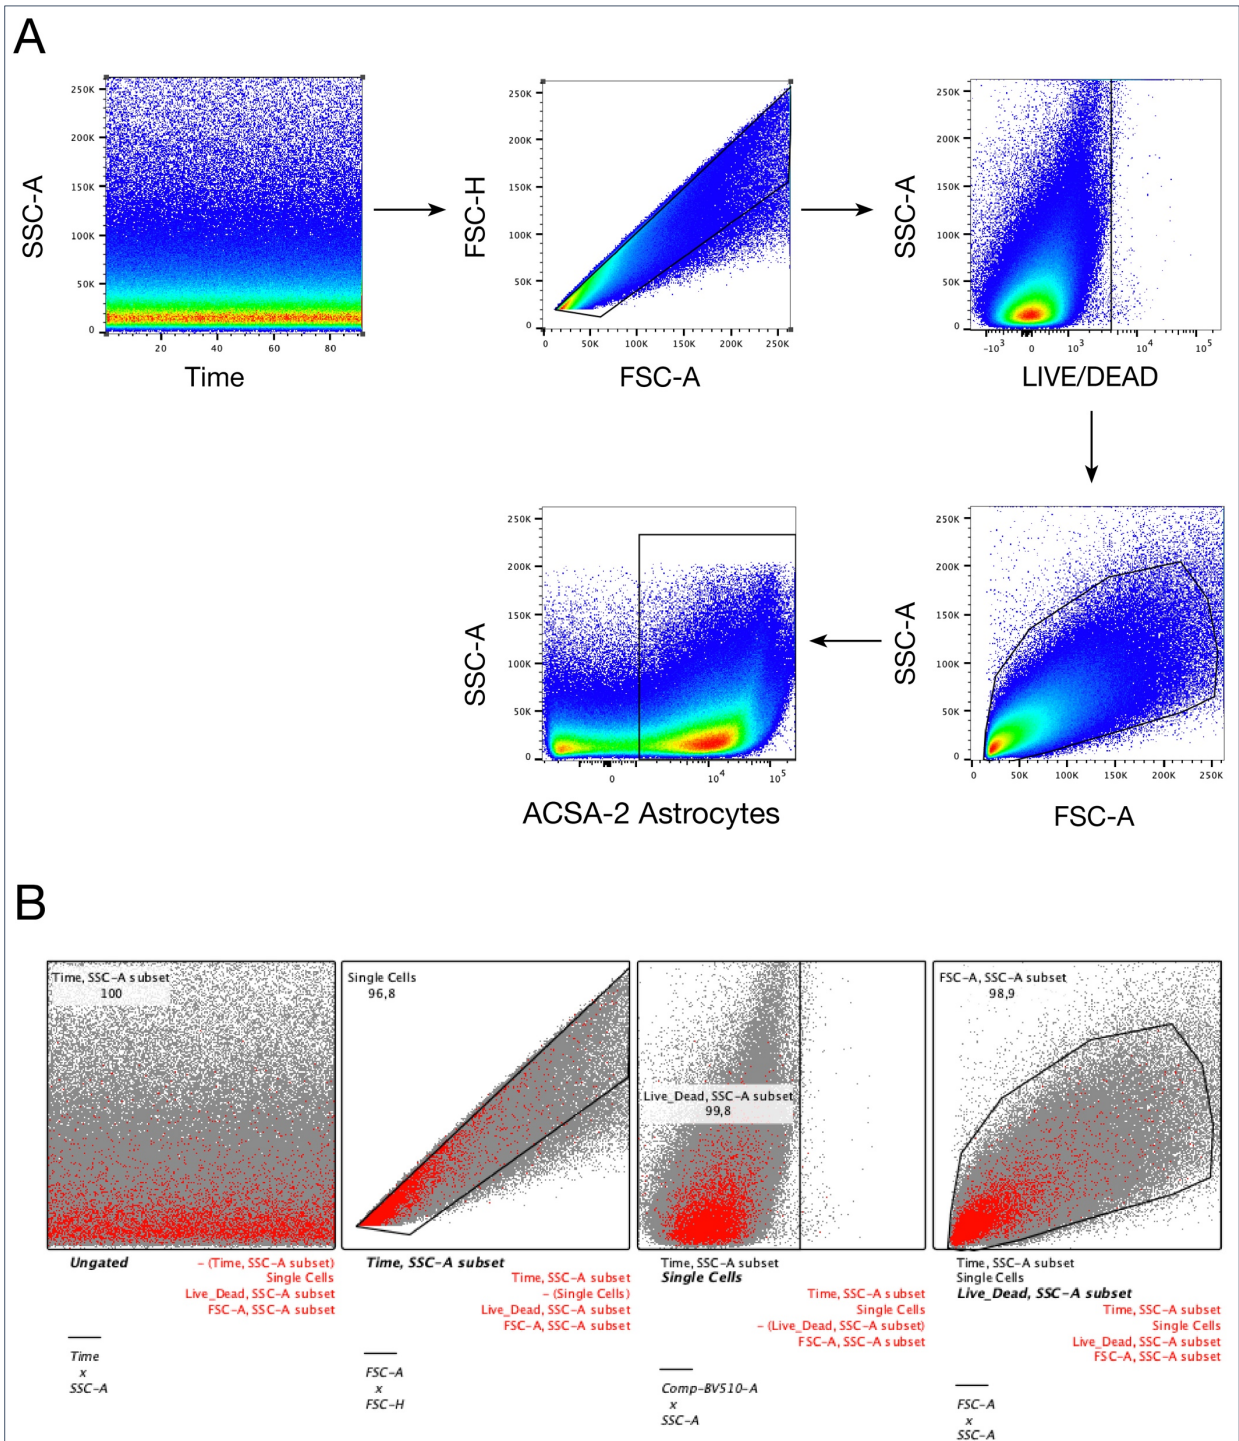 A
SSC-A
250K
200K
150K
100K
50K
0
20
40
60
80
Time
FSC-H
250K
200K
150K
100K
50K
0
0
50K
100K
150K
200K
250K
FSC-A
SSC-A
250K
200K
150K
100K
50K
0
-10³
0
10³
10⁴
10⁵
LIVE/DEAD
SSC-A
250K
200K
150K
100K
50K
0
0
10⁴
10⁵
ACSA-2 Astrocytes
SSC-A
250K
200K
150K
100K
50K
0
0
50K
100K
150K
200K
250K
FSC-A
B
Time, SSC-A subset
100
Ungated
- (Time, SSC-A subset)
Single Cells
Live_Dead, SSC-A subset
FSC-A, SSC-A subset
Time
x
SSC-A
Single Cells
96,8
Time, SSC-A subset
Time, SSC-A subset
- (Single Cells)
Live_Dead, SSC-A subset
FSC-A, SSC-A subset
FSC-A
x
FSC-H
Live_Dead, SSC-A subset
99,8
Time, SSC-A subset
Single Cells
Time, SSC-A subset
Single Cells
- (Live_Dead, SSC-A subset)
FSC-A, SSC-A subset
Comp-BV510-A
x
SSC-A
FSC-A, SSC-A subset
98,9
Time, SSC-A subset
Single Cells
Live_Dead, SSC-A subset
Time, SSC-A subset
Single Cells
Live_Dead, SSC-A subset
FSC-A, SSC-A subset
FSC-A
x
SSC-A